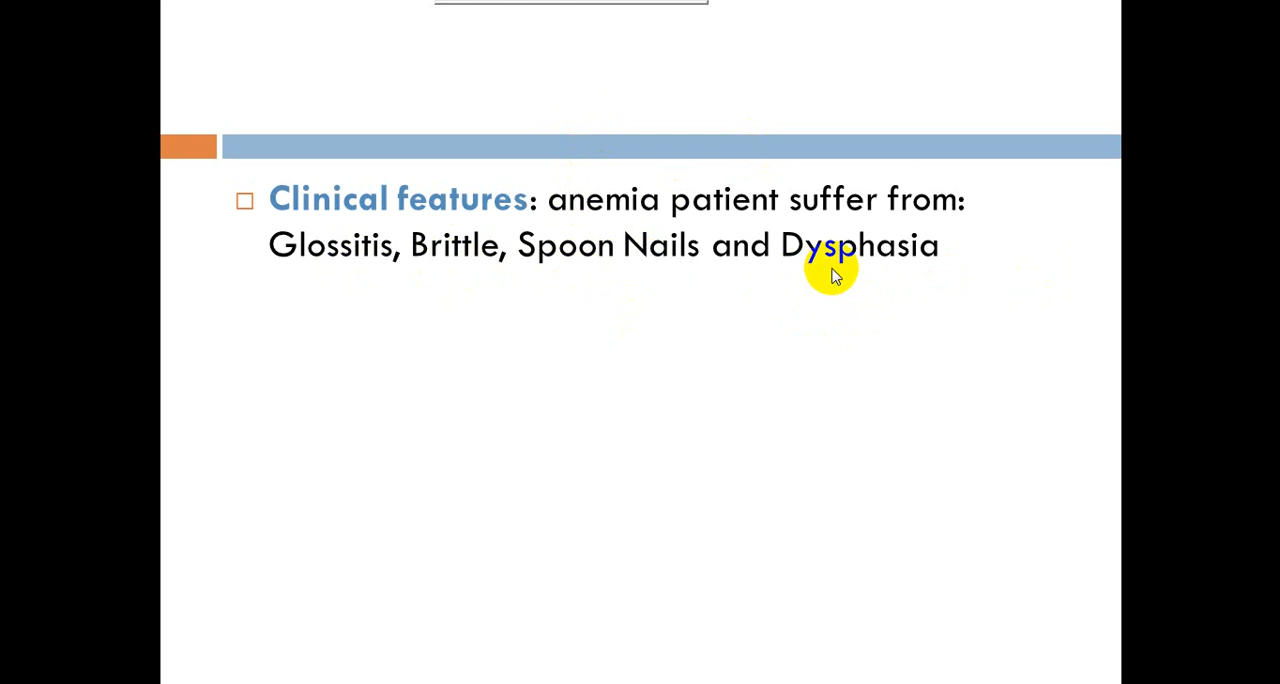 Clinical features: anemia patient suffer from:
Glossitis, Brittle, Spoon Nails and Dysphasia